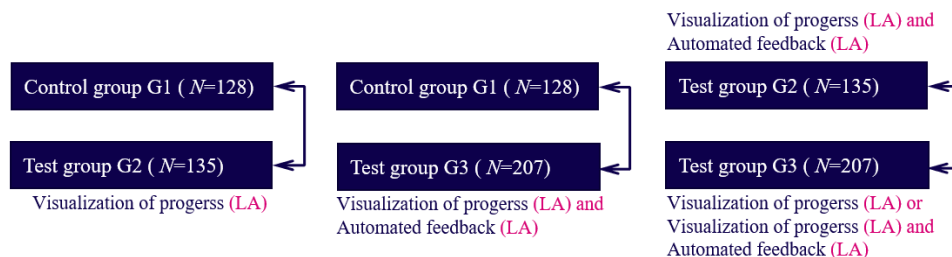 Control group G1 ( N=128)
Test group G2 ( N=135)
Visualization of progerss (LA)
Control group G1 ( N=128)
Test group G3 ( N=207)
Visualization of progerss (LA) and
Automated feedback (LA)
Visualization of progerss (LA) and
Automated feedback (LA)
Test group G2 ( N=135)
Test group G3 ( N=207)
Visualization of progerss (LA) or
Visualization of progerss (LA) and
Automated feedback (LA)